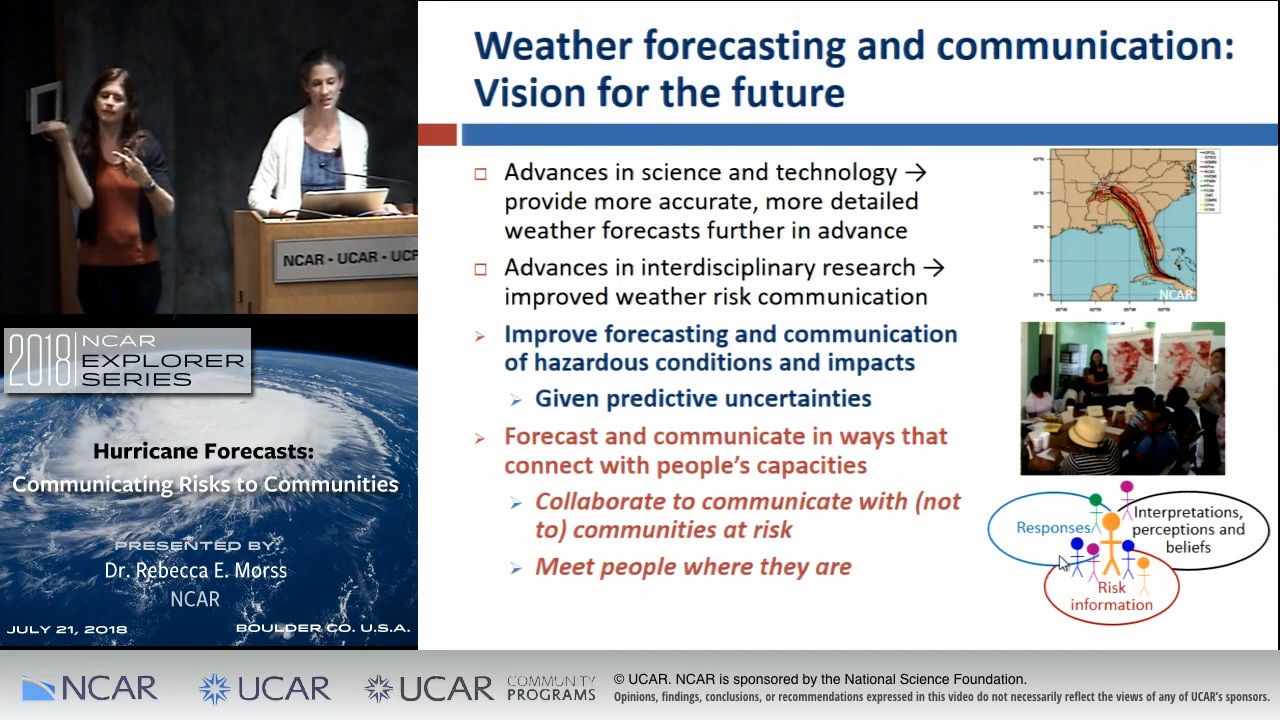 Weather forecasting and communication:
Vision for the future
Advances in science and technology →
provide more accurate, more detailed
weather forecasts further in advance
Advances in interdisciplinary research →
improved weather risk communication
Improve forecasting and communication
of hazardous conditions and impacts
Given predictive uncertainties
Forecast and communicate in ways that
connect with people's capacities
Collaborate to communicate with (not
to) communities at risk
Meet people where they are
NCAR
Responses
Interpretations,
perceptions and
beliefs
Risk
information
NCAR • UCAR • UCP
2018 NCAR
EXPLORER
SERIES
Hurricane Forecasts:
Communicating Risks to Communities
PRESENTED BY:
Dr. Rebecca E. Morss
NCAR
JULY 21, 2018 BOULDER CO. U.S.A.
NCAR UCAR UCAR COMMUNITY
PROGRAMS
© UCAR. NCAR is sponsored by the National Science Foundation.
Opinions, findings, conclusions, or recommendations expressed in this video do not necessarily reflect the views of any of UCAR's sponsors.